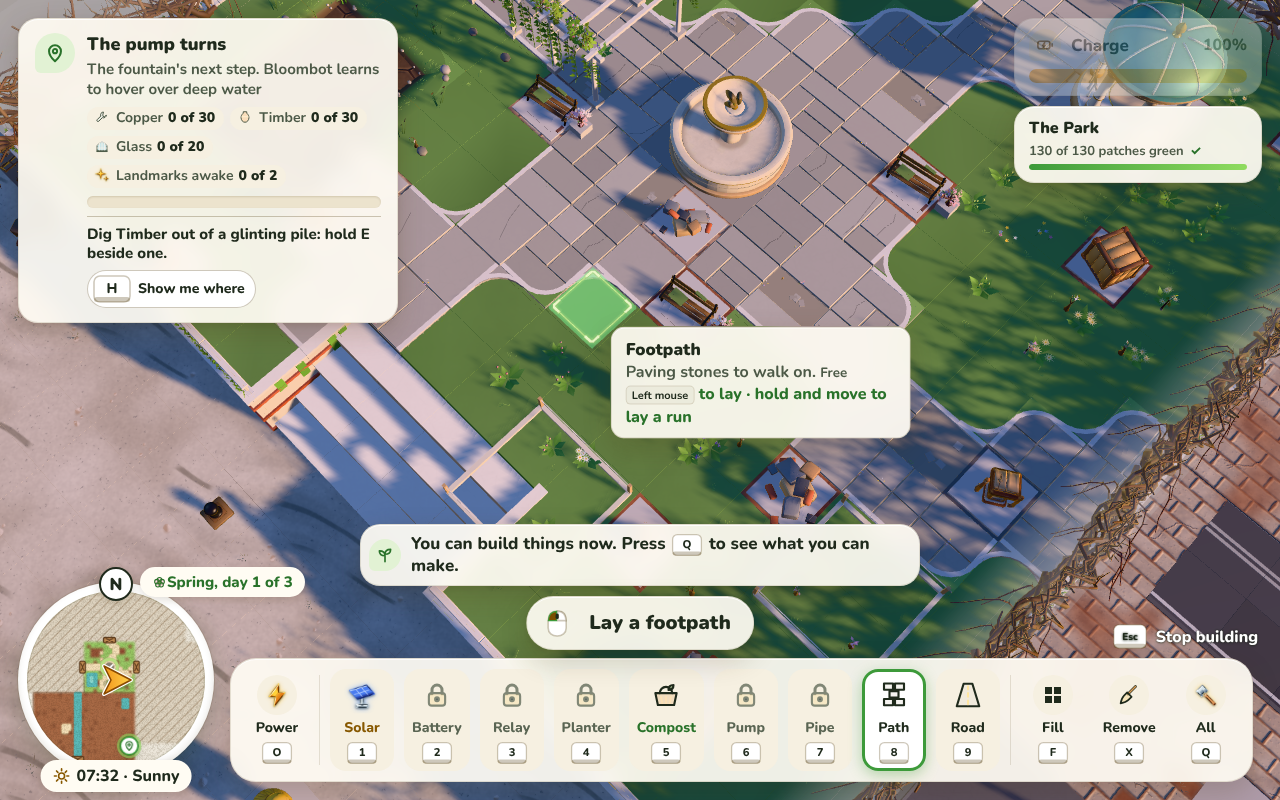 The pump turns
The fountain's next step. Bloombot learns
to hover over deep water
Copper 0 of 30 Timber 0 of 30
Glass 0 of 20
Landmarks awake 0 of 2
Dig Timber out of a glinting pile: hold E
beside one.
H Show me where
Charge 100%
The Park
130 of 130 patches green
Footpath
Paving stones to walk on. Free
Left mouse to lay · hold and move to
lay a run
You can build things now. Press Q to see what you can
make.
Lay a footpath
N
Spring, day 1 of 3
07:32 · Sunny
Esc Stop building
Power Solar Battery Relay Planter Compost Pump Pipe Path Road Fill Remove All
O 1 2 3 4 5 6 7 8 9 F X Q